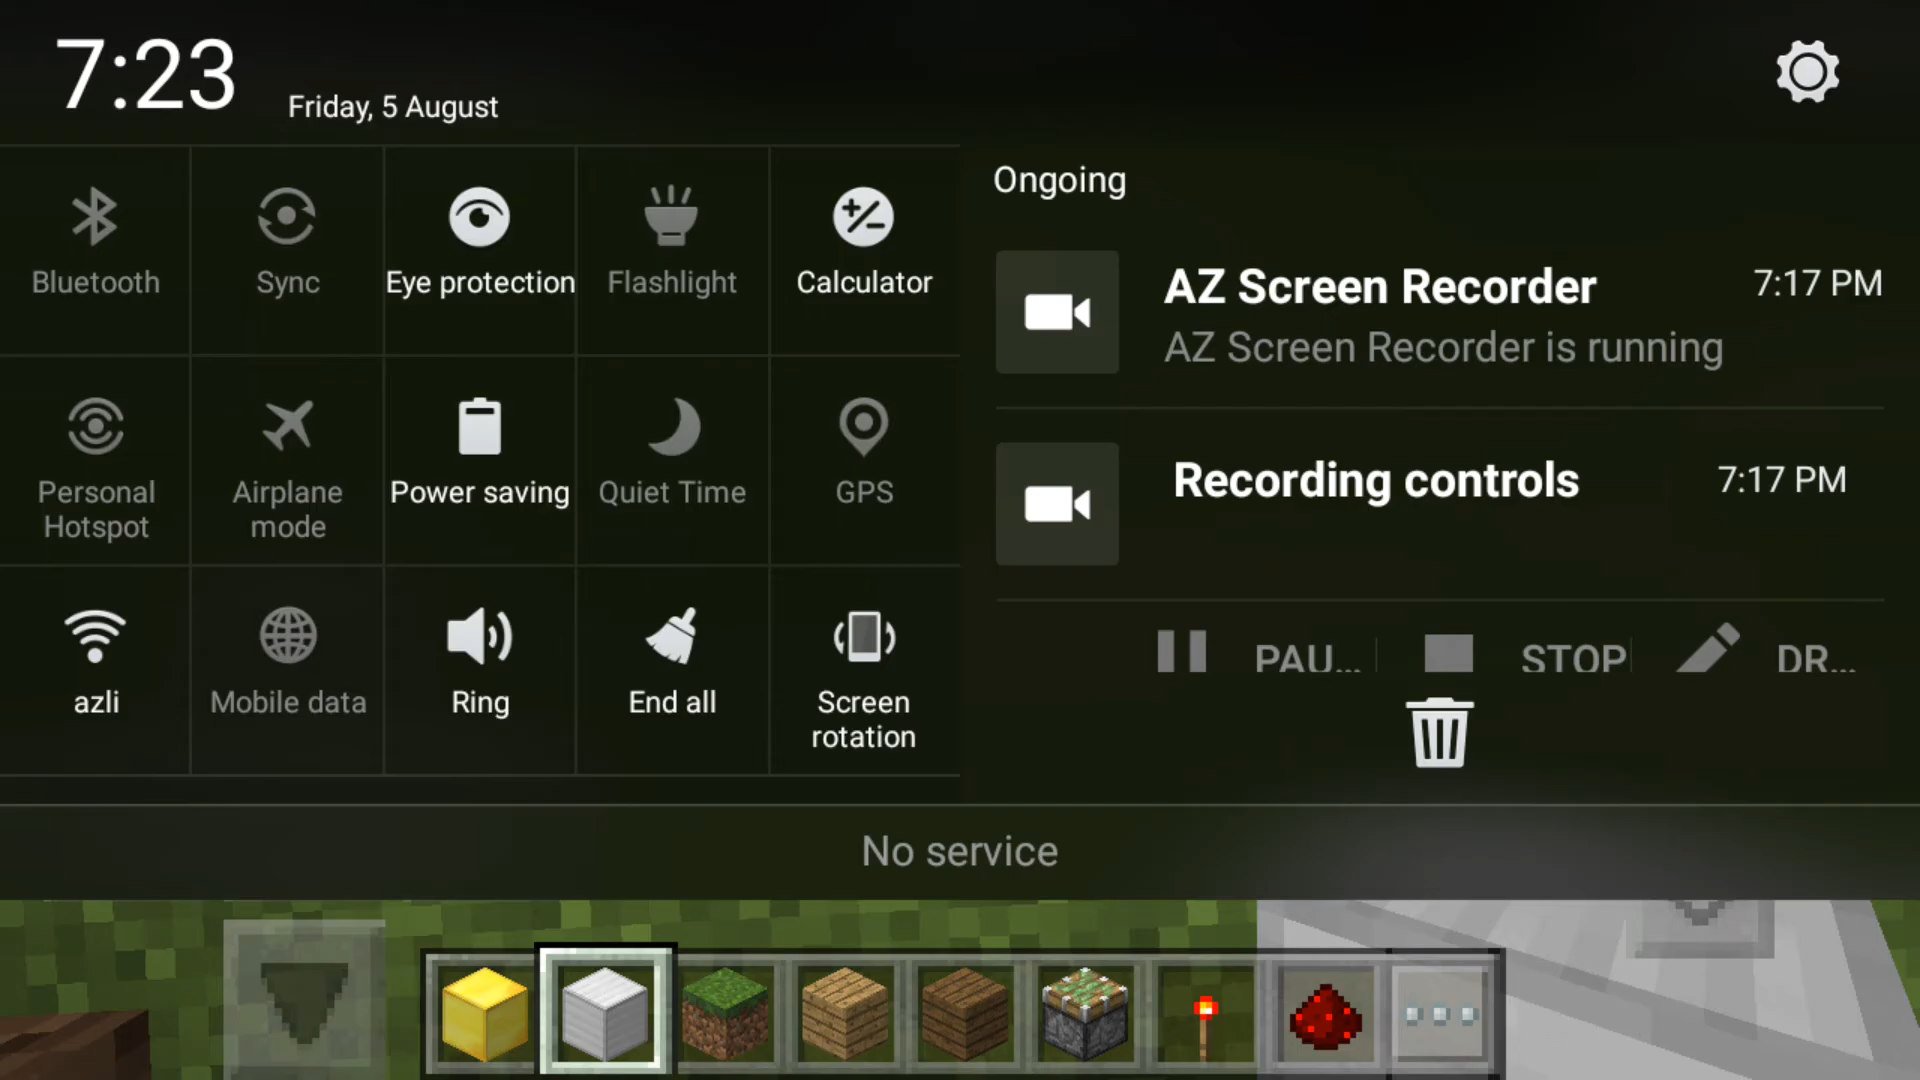 7:23
Friday, 5 August
Bluetooth
Sync
Eye protection
Flashlight
Calculator
Personal
Hotspot
Airplane
mode
Power saving
Quiet Time
GPS
azli
Mobile data
Ring
End all
Screen
rotation
Ongoing
AZ Screen Recorder
7:17 PM
AZ Screen Recorder is running
Recording controls
7:17 PM
PAU...
STOP
DR...
No service